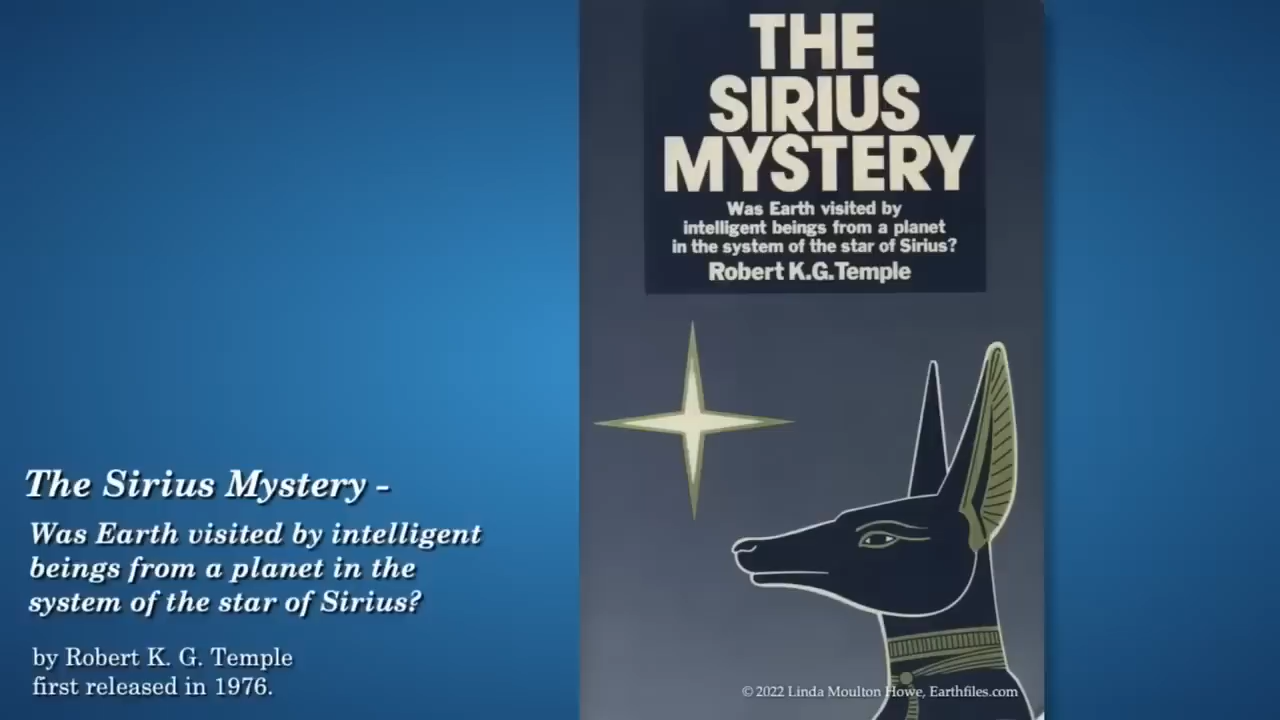 THE
SIRIUS
MYSTERY
Was Earth visited by
intelligent beings from a planet
in the system of the star of Sirius?
Robert K.G.Temple
The Sirius Mystery -
Was Earth visited by intelligent
beings from a planet in the
system of the star of Sirius?
by Robert K. G. Temple
first released in 1976.
© 2022 Linda Moulton Howe, Earthfiles.com